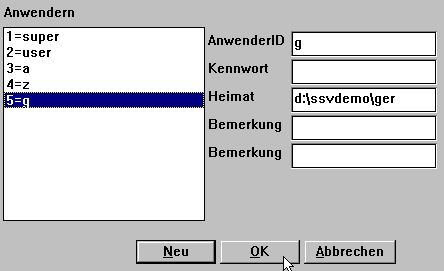 Anwendern
1=super
2=user
3=a
4=z
5=g
AnwenderID g
Kennwort
Heimat d:\ssvdemo\ger
Bemerkung
Bemerkung
Neu OK Abbrechen